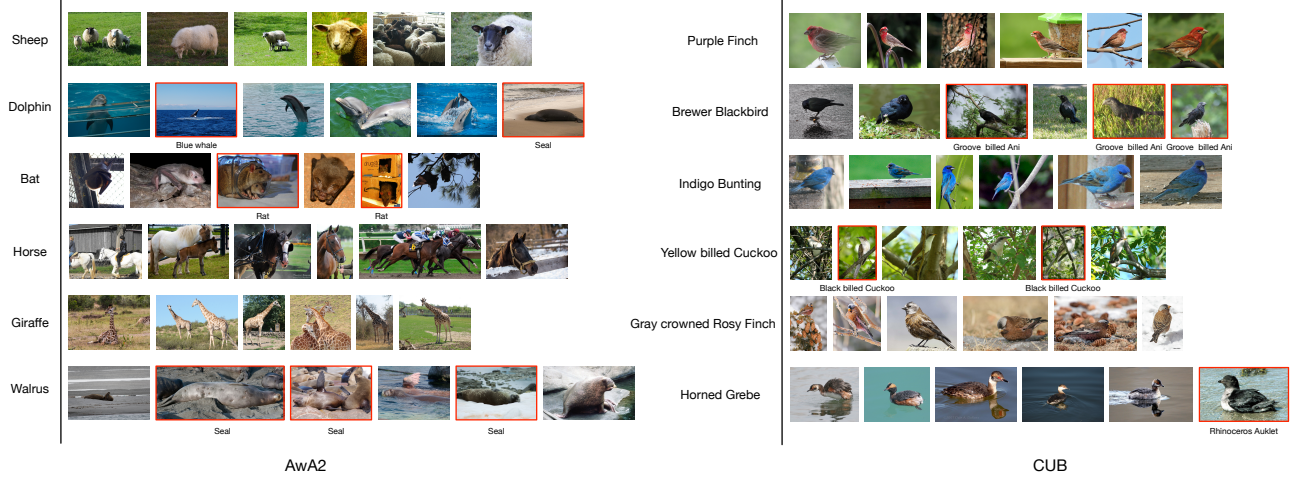 Sheep
Dolphin
Blue whale
Seal
Bat
Rat
Rat
Horse
Giraffe
Walrus
Seal
Seal
Seal
AwA2
Purple Finch
Brewer Blackbird
Groove billed Ani
Groove billed Ani
Groove billed Ani
Indigo Bunting
Yellow billed Cuckoo
Black billed Cuckoo
Black billed Cuckoo
Gray crowned Rosy Finch
Horned Grebe
Rhinoceros Auklet
CUB